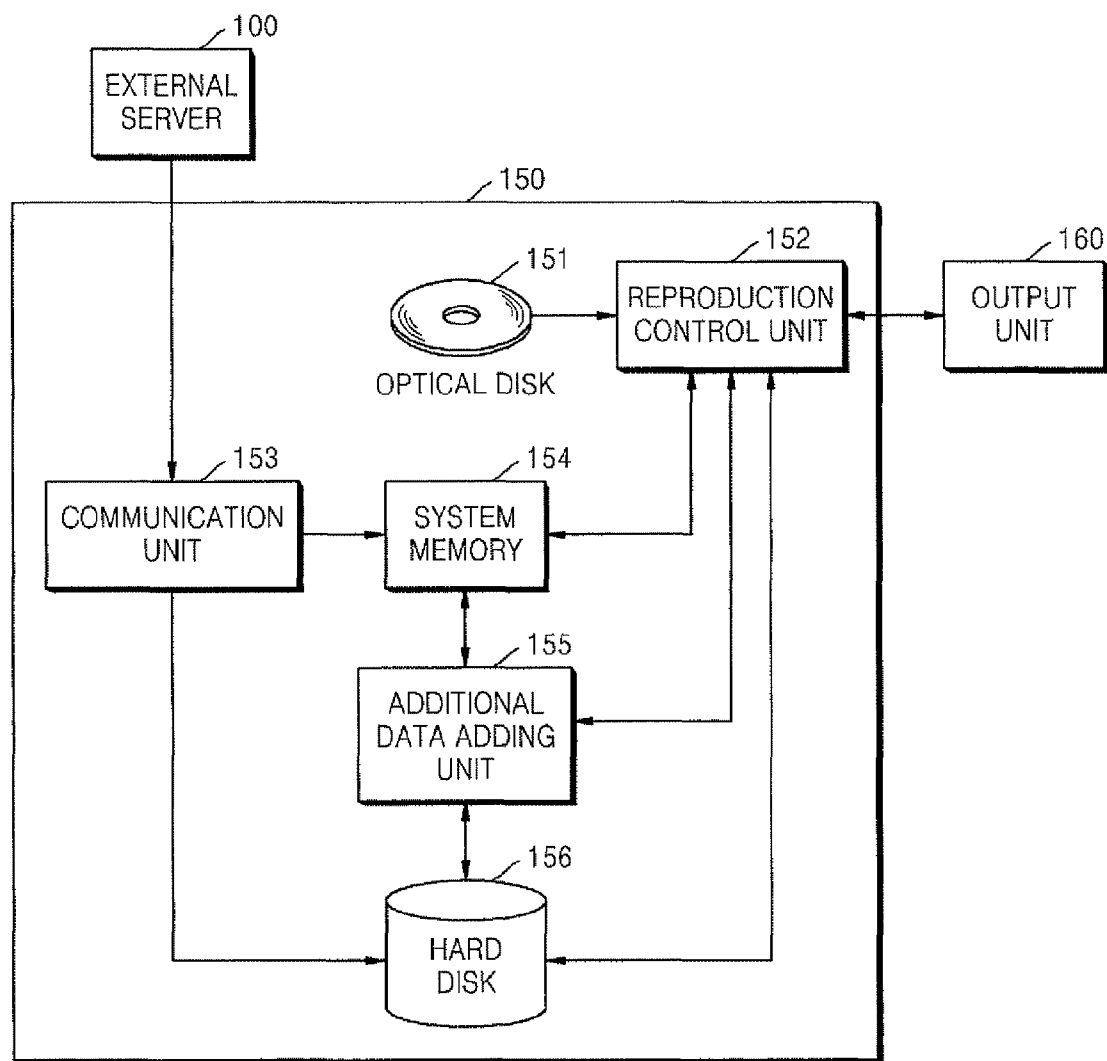 100
EXTERNAL
SERVER
150
151
OPTICAL DISK
152
REPRODUCTION
CONTROL UNIT
160
OUTPUT
UNIT
153
COMMUNICATION
UNIT
154
SYSTEM
MEMORY
155
ADDITIONAL
DATA ADDING
UNIT
156
HARD
DISK